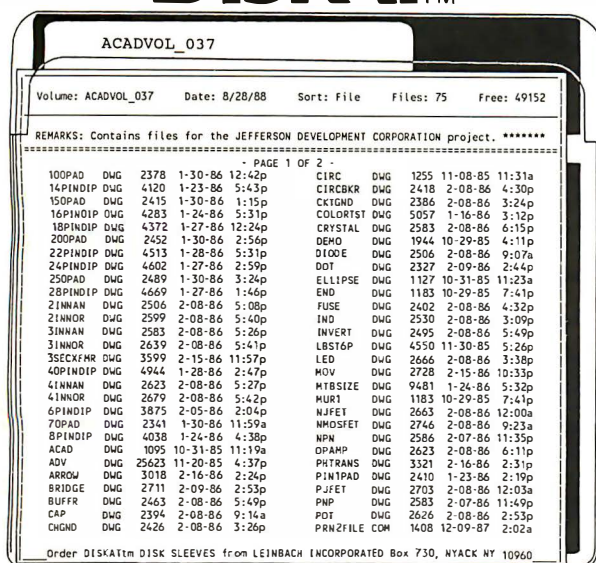 DISKATI™
ACADVOL_037
Volume: ACADVOL_037 Date: 8/28/88 Sort: File Files: 75 Free: 49152
REMARKS: Contains files for the JEFFERSON DEVELOPMENT CORPORATION project. *******
- PAGE 1 OF 2 -
100PAD DWG 2378 1-30-86 12:42p CIRC DWG 1255 11-08-85 11:31a
14PINDIP DWG 4120 1-23-86 5:43p CIRCBKR DWG 2418 2-08-86 4:30p
150PAD DWG 2415 1-30-86 1:15p CKTGND DWG 2386 2-08-86 3:24p
16PINDIP DWG 4283 1-24-86 5:31p COLORTST DWG 5057 1-16-86 3:12p
18PINDIP DWG 4372 1-27-86 12:24p CRYSTAL DWG 2583 2-08-86 6:15p
200PAD DWG 2452 1-30-86 2:56p DEMO DWG 1944 10-29-85 4:11p
22PINDIP DWG 4513 1-28-86 5:31p DIODE DWG 2506 2-08-86 9:07a
24PINDIP DWG 4602 1-27-86 2:59p DOT DWG 2327 2-09-86 2:44p
250PAD DWG 2489 1-30-86 3:24p ELLIPSE DWG 1127 10-31-85 11:23a
28PINDIP DWG 4669 1-27-86 1:46p END DWG 1183 10-29-85 7:41p
2INNAN DWG 2506 2-08-86 5:08p FUSE DWG 2402 2-08-86 4:32p
2INNOR DWG 2599 2-08-86 5:40p IND DWG 2530 2-08-86 3:09p
3INNAN DWG 2583 2-08-86 5:26p INVERT DWG 2495 2-08-86 5:49p
3INNOR DWG 2639 2-08-86 5:41p LBST6P DWG 4550 11-30-85 5:26p
3SECXFMR DWG 3599 2-15-86 11:57p LED DWG 2666 2-08-86 3:38p
40PINDIP DWG 4944 1-28-86 2:47p MOV DWG 2728 2-15-86 10:33p
4INNAN DWG 2623 2-08-86 5:27p MTBSIZE DWG 9481 1-24-86 5:32p
4INNOR DWG 2679 2-08-86 5:42p MUR1 DWG 1183 10-29-85 7:41p
6PINDIP DWG 3875 2-05-86 2:04p NJFET DWG 2663 2-08-86 12:00a
70PAD DWG 2341 1-30-86 11:59a NMOSFET DWG 2746 2-08-86 9:23a
8PINDIP DWG 4038 1-24-86 4:38p NPN DWG 2586 2-07-86 11:35p
ACAD DWG 1095 10-31-85 11:19a OPAMP DWG 2623 2-08-86 6:11p
ADV DWG 25623 11-20-85 4:37p PHTRANS DWG 3321 2-16-86 2:31p
ARROW DWG 3018 2-16-86 2:24p PIN1PAD DWG 2410 1-23-86 2:19p
BRIDGE DWG 2711 2-09-86 2:53p PJFET DWG 2703 2-08-86 12:03a
BUFFR DWG 2463 2-08-86 5:49p PNP DWG 2583 2-07-86 11:49p
CAP DWG 2394 2-08-86 9:14a POT DWG 2626 2-08-86 2:53p
CHGND DWG 2426 2-08-86 3:26p PRN2FILE COM 1408 12-09-87 2:02a
Order DISKATtm DISK SLEEVES from LEINBACH INCORPORATED Box 730, NYACK NY 10960